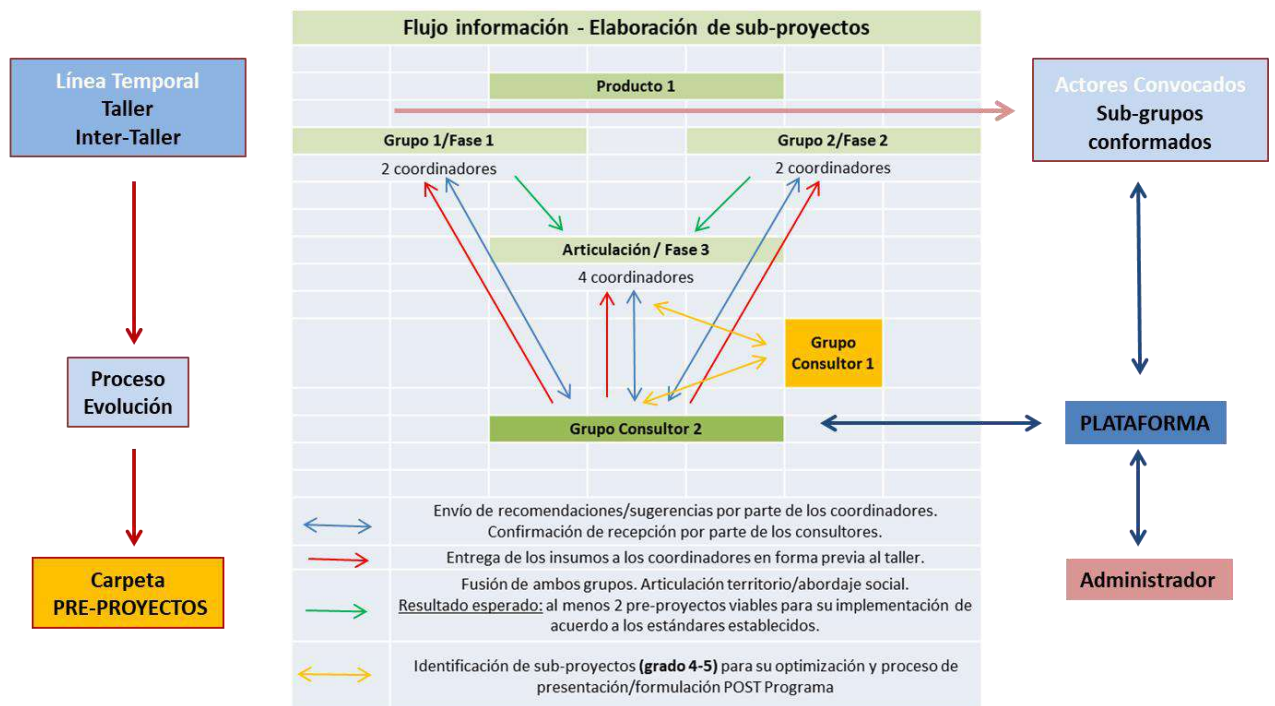 Flujo información - Elaboración de sub-proyectos
Línea Temporal
Taller
Inter-Taller
Proceso
Evolución
Carpeta
PRE-PROYECTOS
Producto 1
Grupo 1/Fase 1
2 coordinadores
Grupo 2/Fase 2
2 coordinadores
Articulación / Fase 3
4 coordinadores
Grupo
Consultor 1
Grupo Consultor 2
Actores Convocados
Sub-grupos
conformados
PLATAFORMA
Administrador
Envío de recomendaciones/sugerencias por parte de los coordinadores.
Confirmación de recepción por parte de los consultores.
Entrega de los insumos a los coordinadores en forma previa al taller.
Fusión de ambos grupos. Articulación territorio/abordaje social.
Resultado esperado: al menos 2 pre-proyectos viables para su implementación de
acuerdo a los estándares establecidos.
Identificación de sub-proyectos (grado 4-5) para su optimización y proceso de
presentación/formulación POST Programa